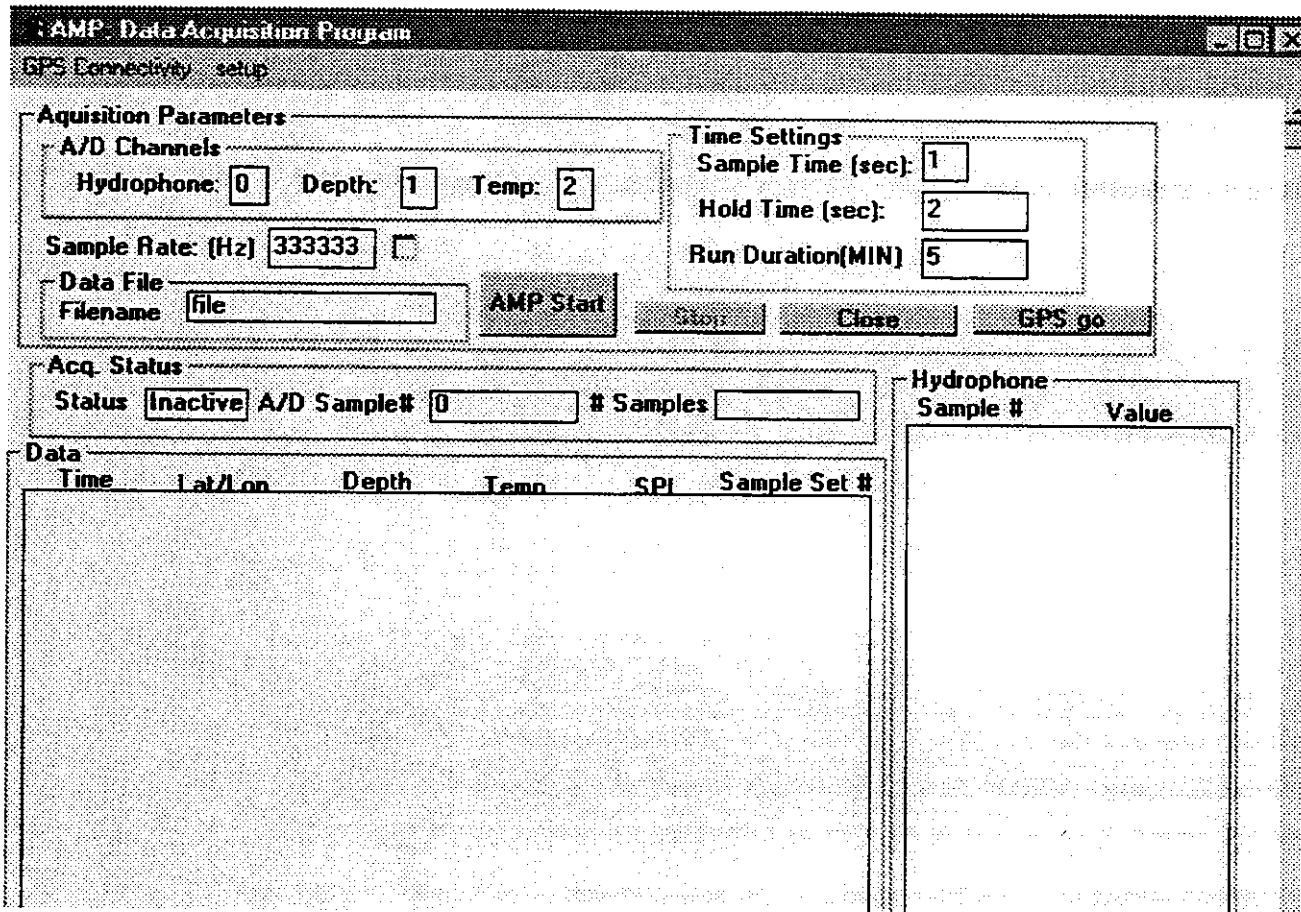 AMP: Data Acquisition Program
GPS Connectivity setup
Aquisition Parameters
A/D Channels
Hydrophone: 0 Depth: 1 Temp: 2
Time Settings
Sample Time (sec): 1
Hold Time (sec): 2
Run Duration(MIN) 5
Sample Rate: (Hz) 333333
Data File
Filename file
AMP Start Stop Close GPS go
Acq. Status
Status Inactive A/D Sample# 0 # Samples
Hydrophone
Sample # Value
Data
Time Lat/Lon Depth Temp SPL Sample Set #